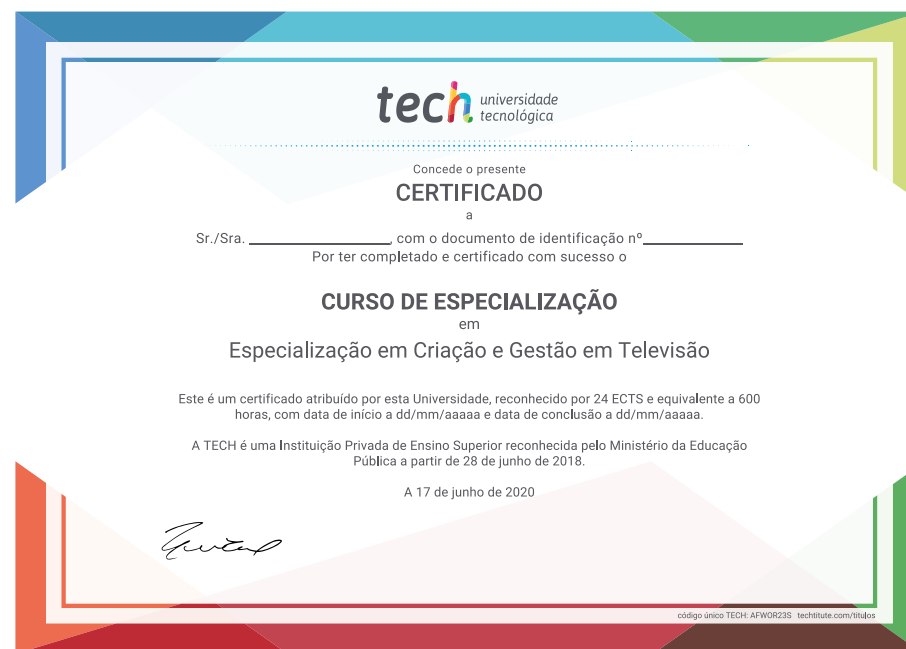 tech universidade
tecnológica
Concede o presente
CERTIFICADO
a
Sr./Sra. ____________________, com o documento de identificação nº______________
Por ter completado e certificado com sucesso o
CURSO DE ESPECIALIZAÇÃO
em
Especialização em Criação e Gestão em Televisão
Este é um certificado atribuído por esta Universidade, reconhecido por 24 ECTS e equivalente a 600
horas, com data de início a dd/mm/aaaaa e data de conclusão a dd/mm/aaaaa.
A TECH é uma Instituição Privada de Ensino Superior reconhecida pelo Ministério da Educação
Pública a partir de 28 de junho de 2018.
A 17 de junho de 2020
código único TECH: AFWOR23S techtitute.com/titulos